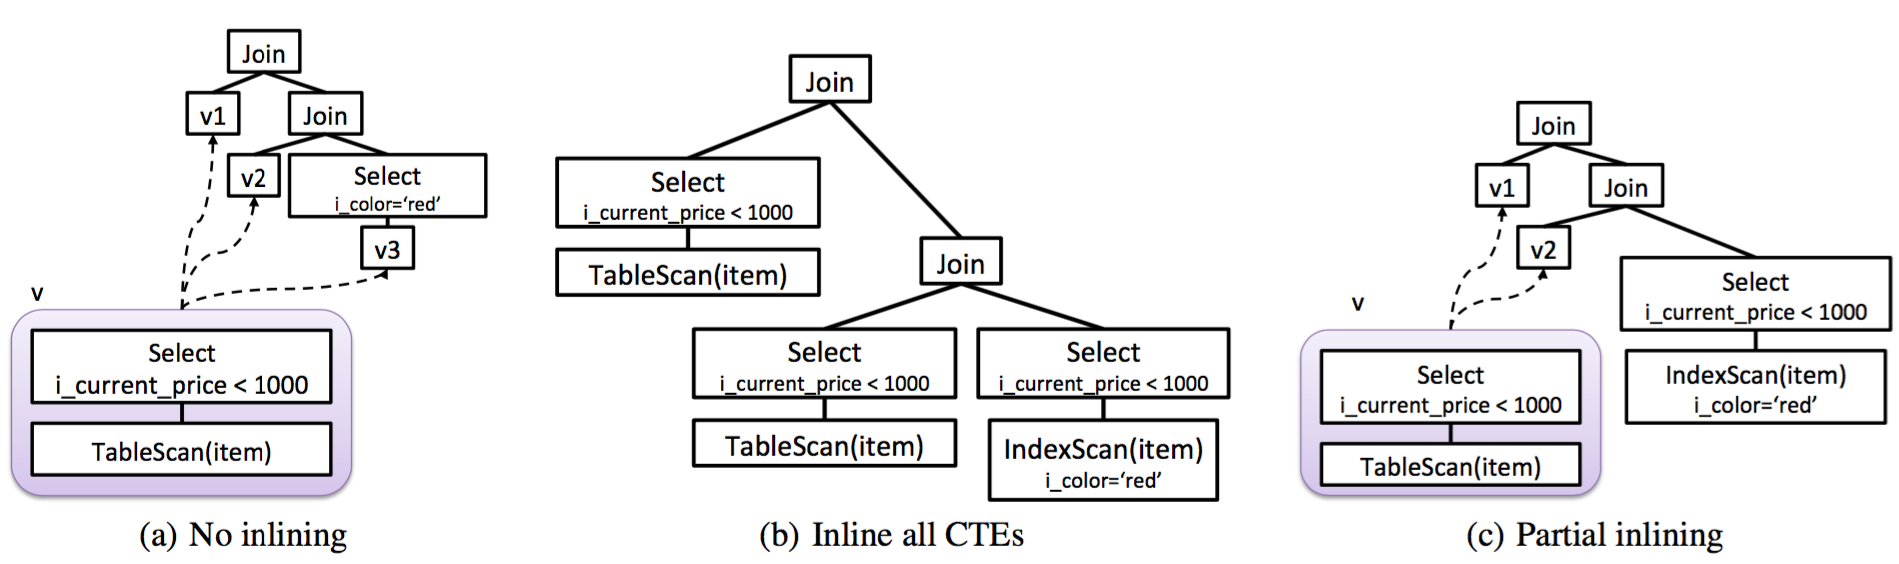 Join
v1
Join
v2
Select
i_color=‘red’
v3
v
Select
i_current_price < 1000
TableScan(item)
(a) No inlining
Join
Select
i_current_price < 1000
TableScan(item)
Join
Select
i_current_price < 1000
TableScan(item)
Select
i_current_price < 1000
IndexScan(item)
i_color=‘red’
(b) Inline all CTEs
Join
v1
Join
v2
Select
i_current_price < 1000
IndexScan(item)
i_color=‘red’
v
Select
i_current_price < 1000
TableScan(item)
(c) Partial inlining